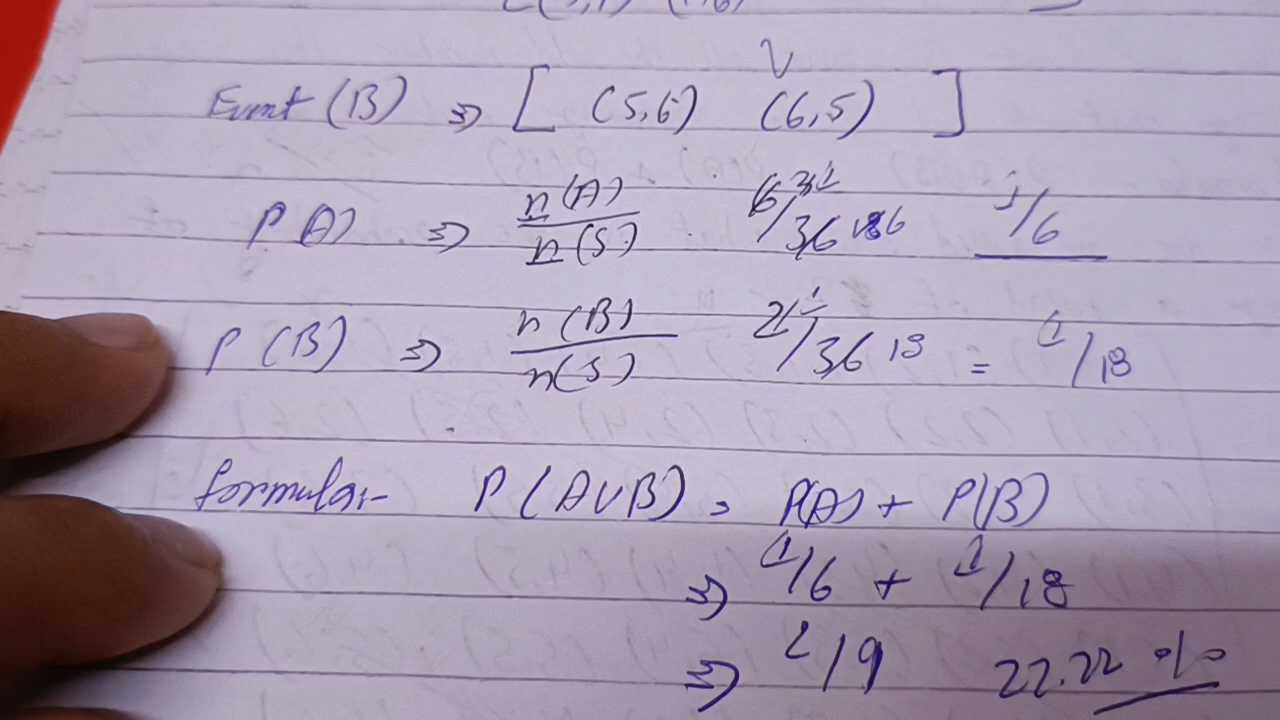 Event (B) ⇒ [ (5,6) (6,5) ]
P(A) ⇒ n(A)/n(S) 6/36 1/6
P(B) ⇒ n(B)/n(S) 2/36 18 = 1/18
formula:- P(A∪B) = P(A) + P(B)
⇒ 1/6 + 1/18
⇒ 2/9 22.22 %